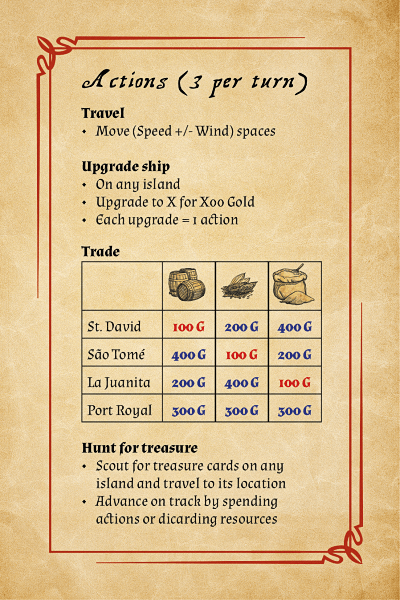 Actions (3 per turn)
Travel
• Move (Speed +/- Wind) spaces
Upgrade ship
• On any island
• Upgrade to X for X00 Gold
• Each upgrade = 1 action
Trade
St. David 100 G 200 G 400 G
São Tomé 400 G 100 G 200 G
La Juanita 200 G 400 G 100 G
Port Royal 300 G 300 G 300 G
Hunt for treasure
• Scout for treasure cards on any
island and travel to its location
• Advance on track by spending
actions or dicarding resources